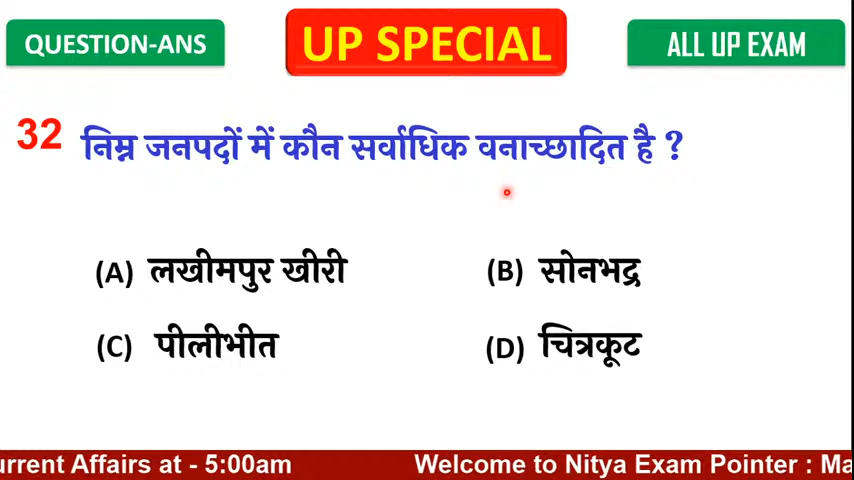 QUESTION-ANS
UP SPECIAL
ALL UP EXAM
32 निम्न जनपदों में कौन सर्वाधिक वनाच्छादित है ?
(A) लखीमपुर खीरी
(B) सोनभद्र
(C) पीलीभीत
(D) चित्रकूट
urrent Affairs at - 5:00am Welcome to Nitya Exam Pointer : Ma